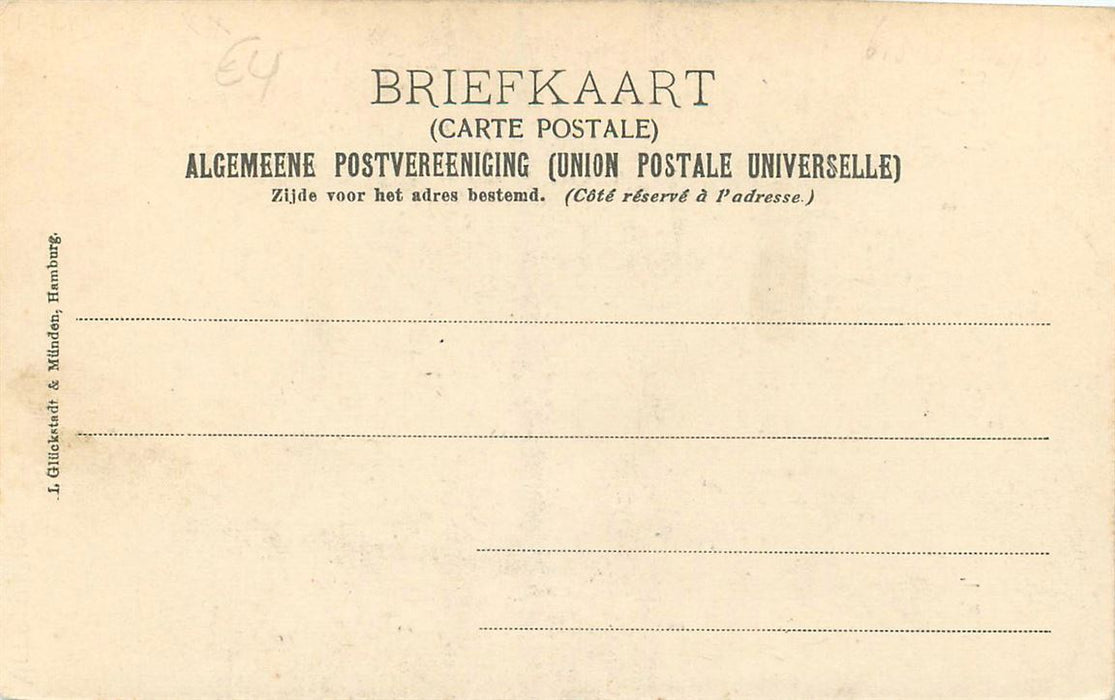 E4
BRIEFKAART
(CARTE POSTALE)
ALGEMEENE POSTVEREENIGING (UNION POSTALE UNIVERSELLE)
Zijde voor het adres bestemd. (Côté réservé à l'adresse.)
L Glückstadt & Münden, Hamburg.